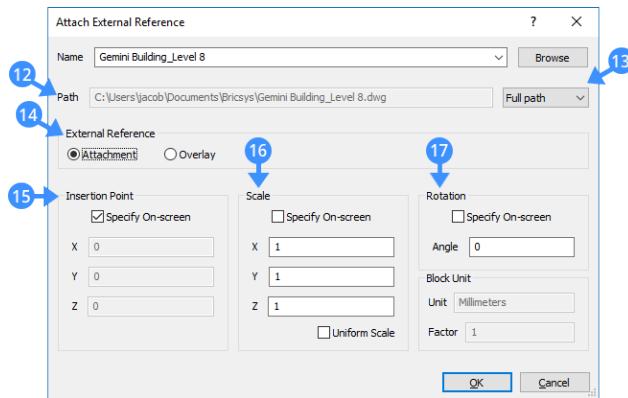 Attach External Reference ? ×
Name Gemini Building_Level 8 Browse
12 13
Path C:\Users\jacob\Documents\Bricsys\Gemini Building_Level 8.dwg Full path
14
External Reference
Attachment Overlay
16 17
15 Insertion Point Scale Rotation
Specify On-screen Specify On-screen Specify On-screen
X 0 X 1 Angle 0
Y 0 Y 1 Block Unit
Z 0 Z 1 Unit Millimeters
Uniform Scale Factor 1
OK Cancel